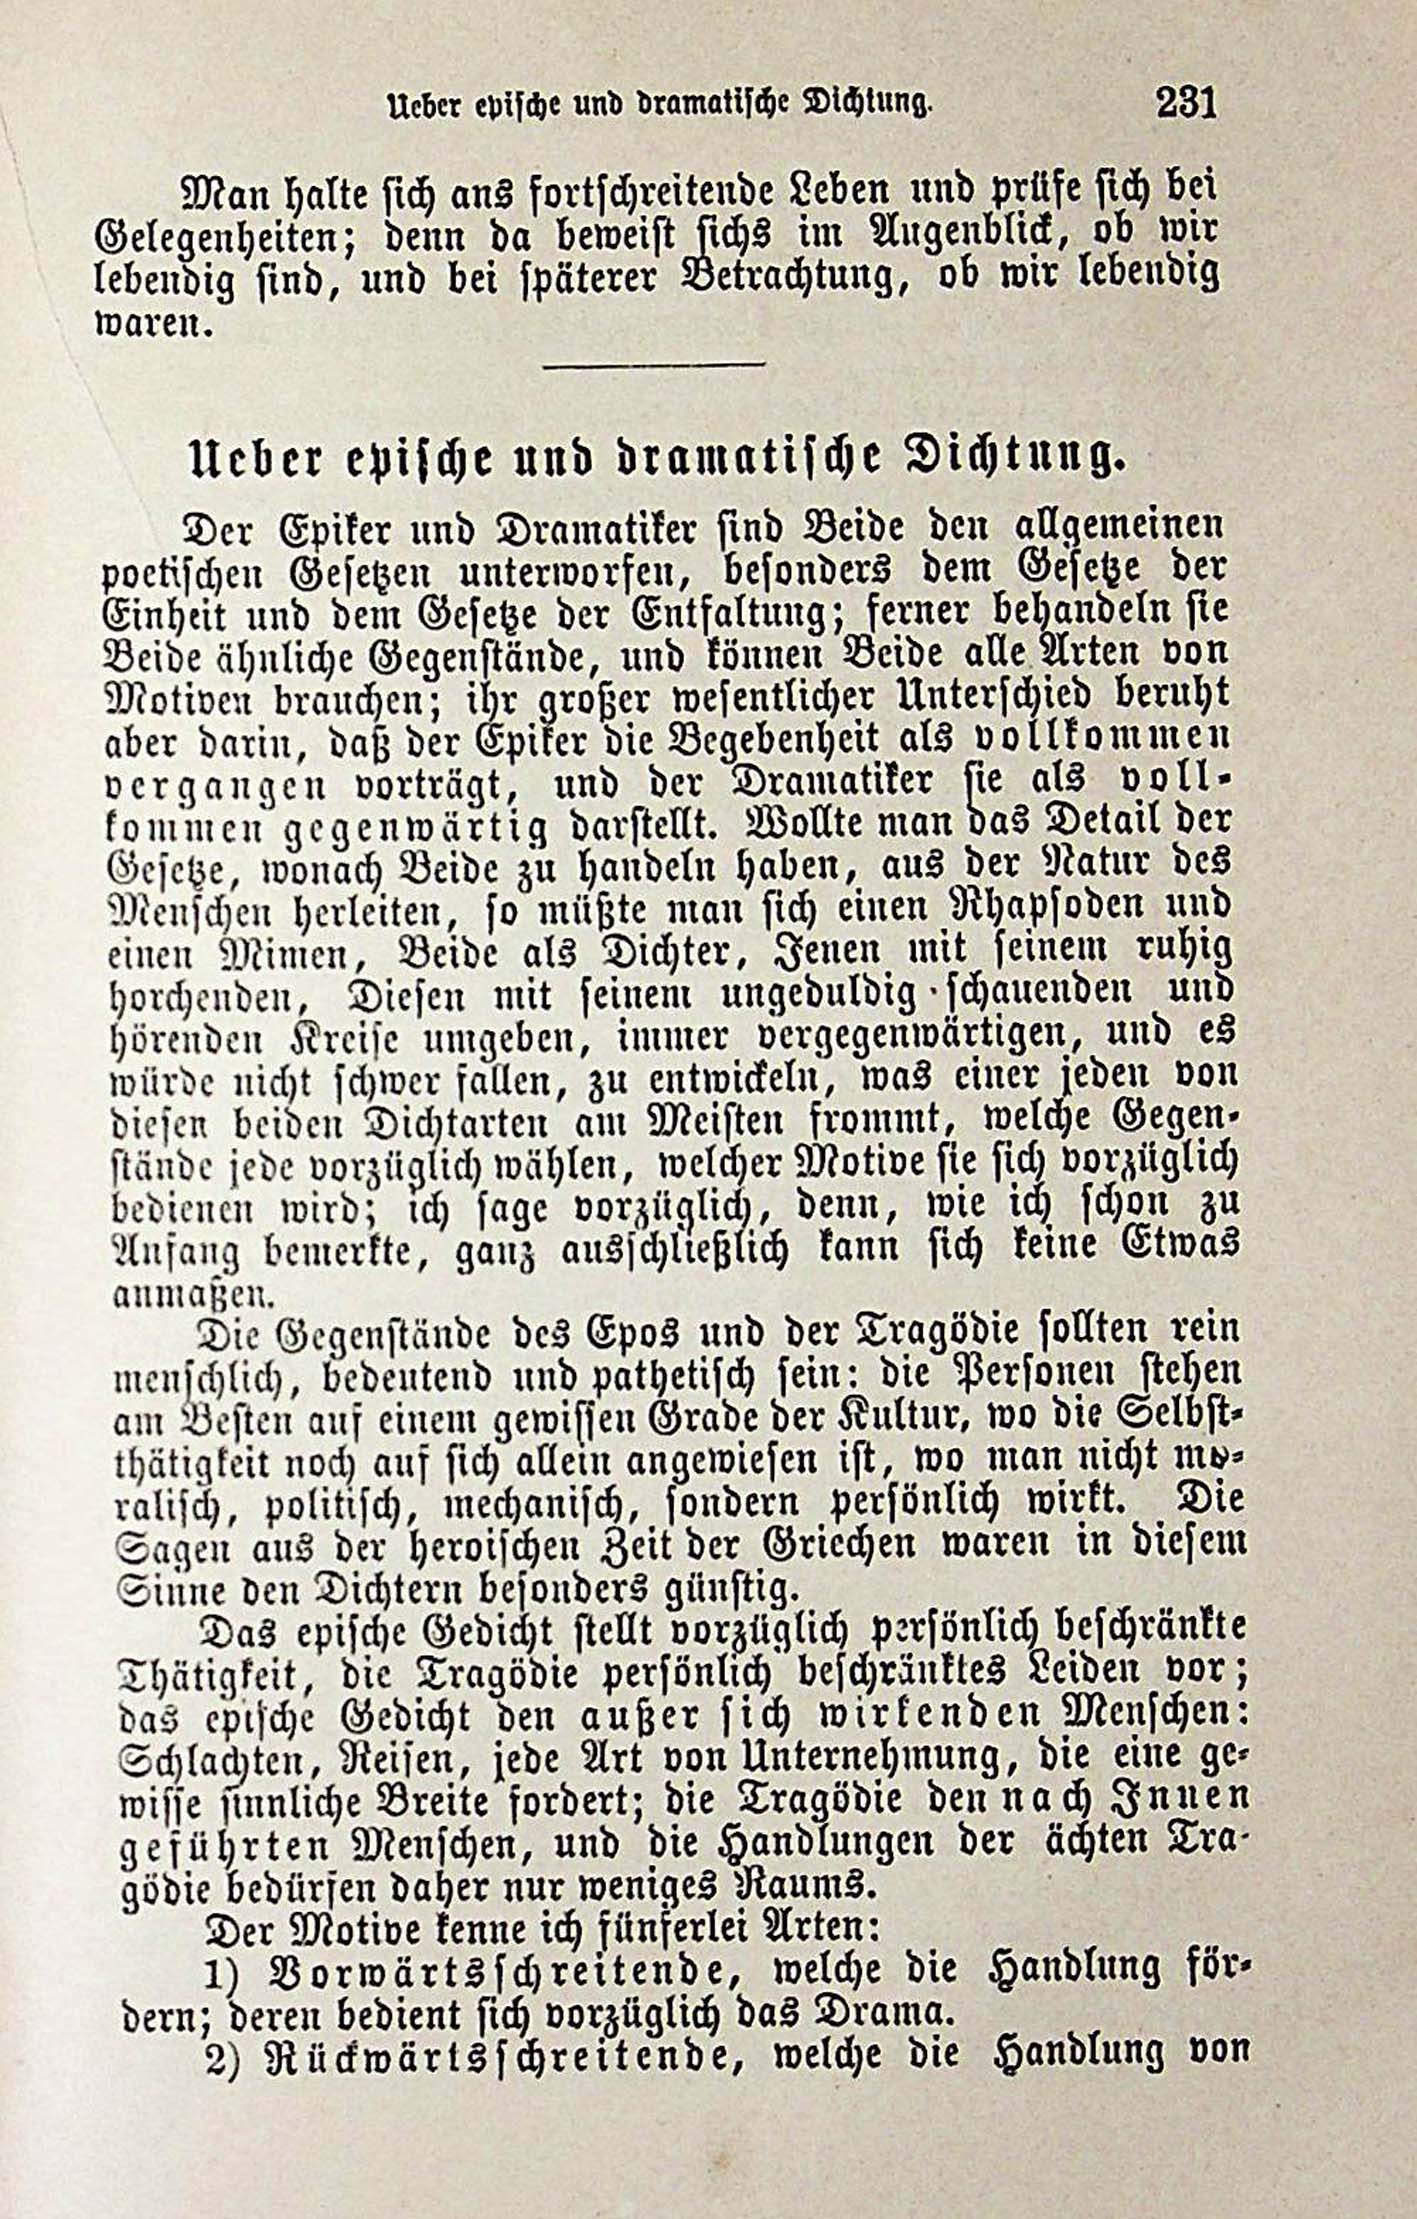 Ueber epische und dramatische Dichtung. 231
Man halte sich ans fortschreitende Leben und prüfe sich bei
Gelegenheiten; denn da beweist sichs im Augenblick, ob wir
lebendig sind, und bei späterer Betrachtung, ob wir lebendig
waren.
Ueber epische und dramatische Dichtung.
Der Epiker und Dramatiker sind Beide den allgemeinen
poetischen Gesetzen unterworfen, besonders dem Gesetze der
Einheit und dem Gesetze der Entfaltung; ferner behandeln sie
Beide ähnliche Gegenstände, und können Beide alle Arten von
Motiven brauchen; ihr großer wesentlicher Unterschied beruht
aber darin, daß der Epiker die Begebenheit als vollkommen
vergangen vorträgt, und der Dramatiker sie als voll-
kommen gegenwärtig darstellt. Wollte man das Detail der
Gesetze, wonach Beide zu handeln haben, aus der Natur des
Menschen herleiten, so müßte man sich einen Rhapsoden und
einen Mimen, Beide als Dichter, Jenen mit seinem ruhig
horchenden, Diesen mit seinem ungeduldig-schauenden und
hörenden Kreise umgeben, immer vergegenwärtigen, und es
würde nicht schwer fallen, zu entwickeln, was einer jeden von
diesen beiden Dichtarten am Meisten frommt, welche Gegen-
stände jede vorzüglich wählen, welcher Motive sie sich vorzüglich
bedienen wird; ich sage vorzüglich, denn, wie ich schon zu
Anfang bemerkte, ganz ausschließlich kann sich keine Etwas
anmaßen.
Die Gegenstände des Epos und der Tragödie sollten rein
menschlich, bedeutend und pathetisch sein: die Personen stehen
am Besten auf einem gewissen Grade der Kultur, wo die Selbst-
thätigkeit noch auf sich allein angewiesen ist, wo man nicht mo-
ralisch, politisch, mechanisch, sondern persönlich wirkt. Die
Sagen aus der heroischen Zeit der Griechen waren in diesem
Sinne den Dichtern besonders günstig.
Das epische Gedicht stellt vorzüglich persönlich beschränkte
Thätigkeit, die Tragödie persönlich beschränktes Leiden vor;
das epische Gedicht den außer sich wirkenden Menschen:
Schlachten, Reisen, jede Art von Unternehmung, die eine ge-
wisse sinnliche Breite fordert; die Tragödie den nach Innen
geführten Menschen, und die Handlungen der ächten Tra-
gödie bedürfen daher nur weniges Raums.
Der Motive kenne ich fünferlei Arten:
1) Vorwärtsschreitende, welche die Handlung för-
dern; deren bedient sich vorzüglich das Drama.
2) Rückwärtsschreitende, welche die Handlung von